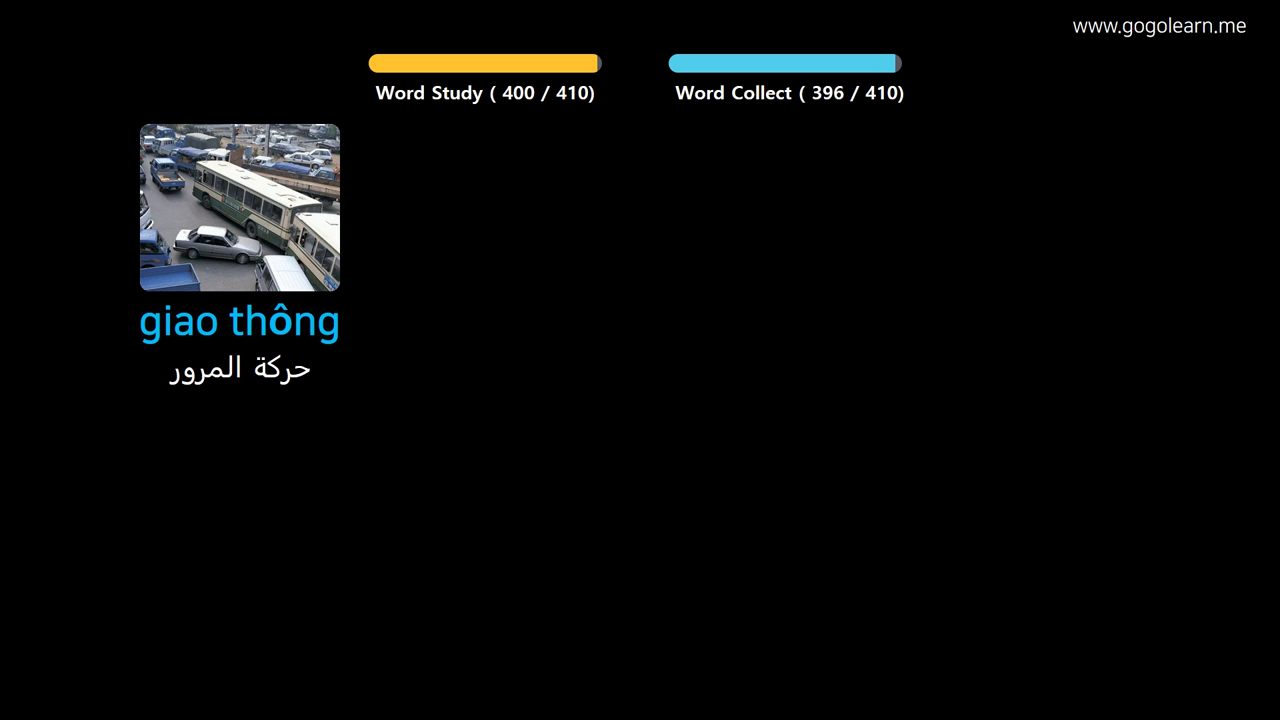 www.gogolearn.me
Word Study ( 400 / 410)
Word Collect ( 396 / 410)
giao thông
حركة المرور